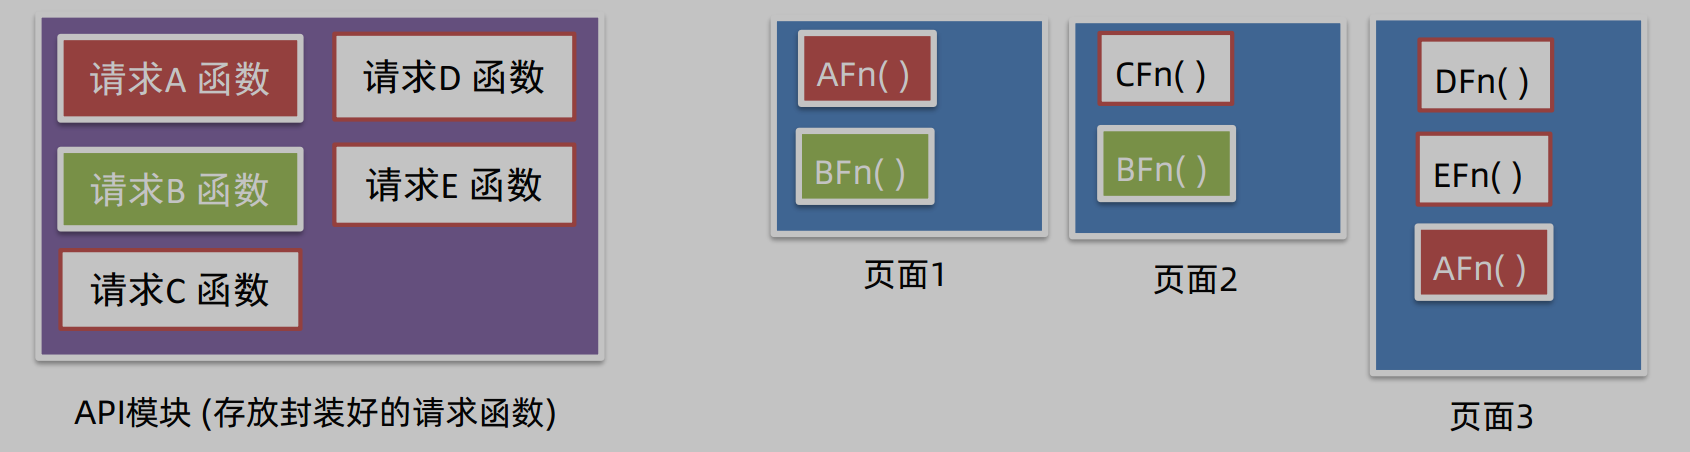 请求A 函数
请求D 函数
请求B 函数
请求E 函数
请求C 函数
API模块 (存放封装好的请求函数)
AFn( )
BFn( )
页面1
CFn( )
BFn( )
页面2
DFn( )
EFn( )
AFn( )
页面3